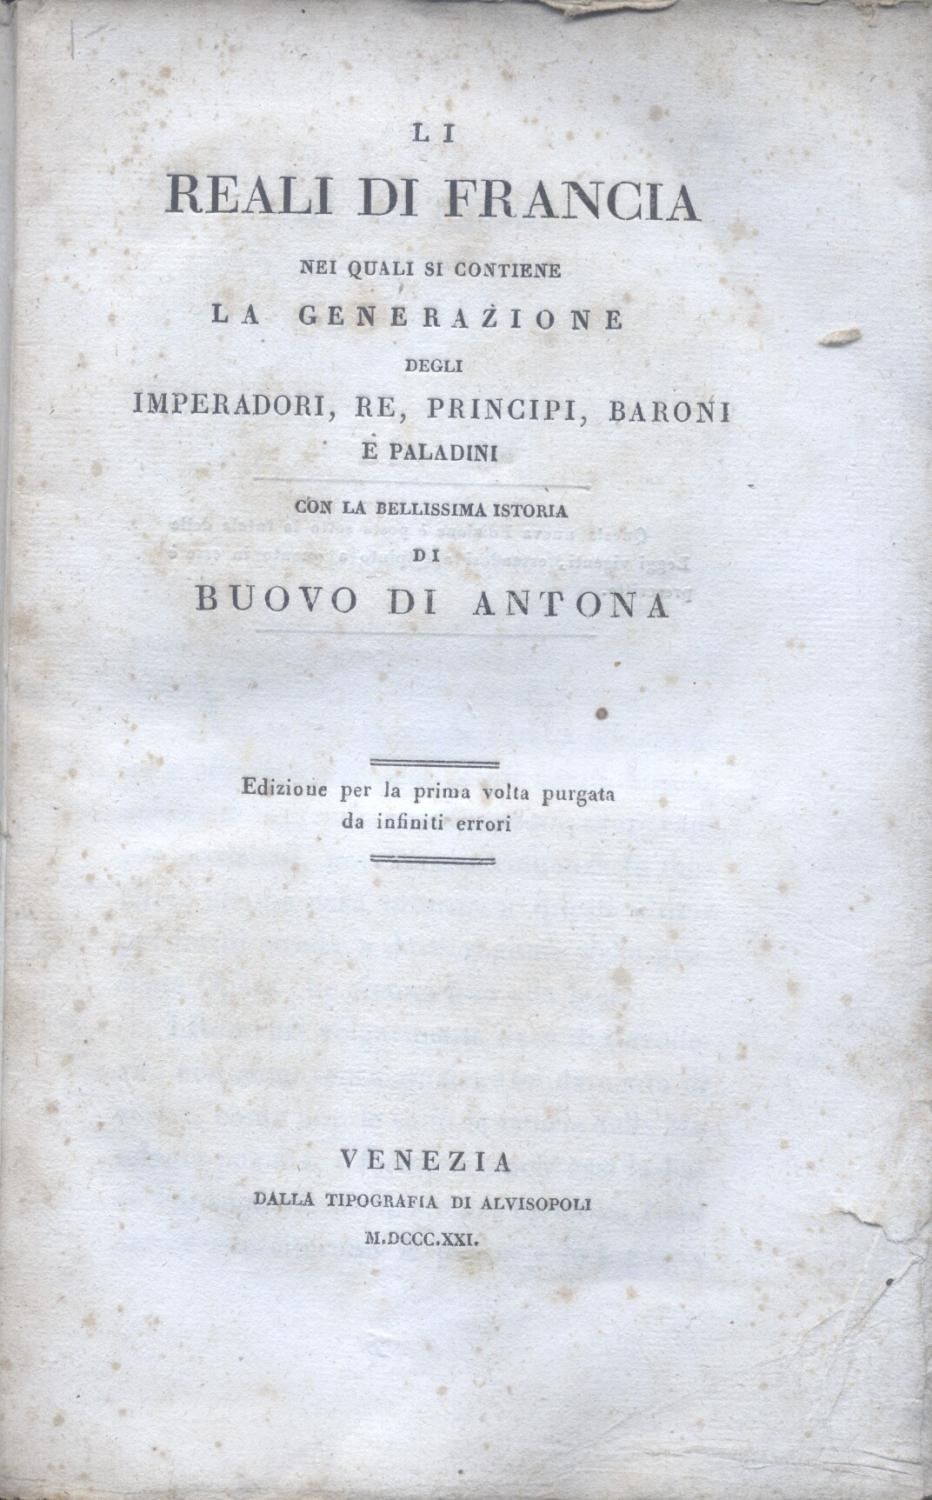 LI
REALI DI FRANCIA
NEI QUALI SI CONTIENE
LA GENERAZIONE
DEGLI
IMPERADORI, RE, PRINCIPI, BARONI
E PALADINI
CON LA BELLISSIMA ISTORIA
DI
BUOVO DI ANTONA
Edizione per la prima volta purgata
da infiniti errori
VENEZIA
DALLA TIPOGRAFIA DI ALVISOPOLI
M.DCCC.XXI.